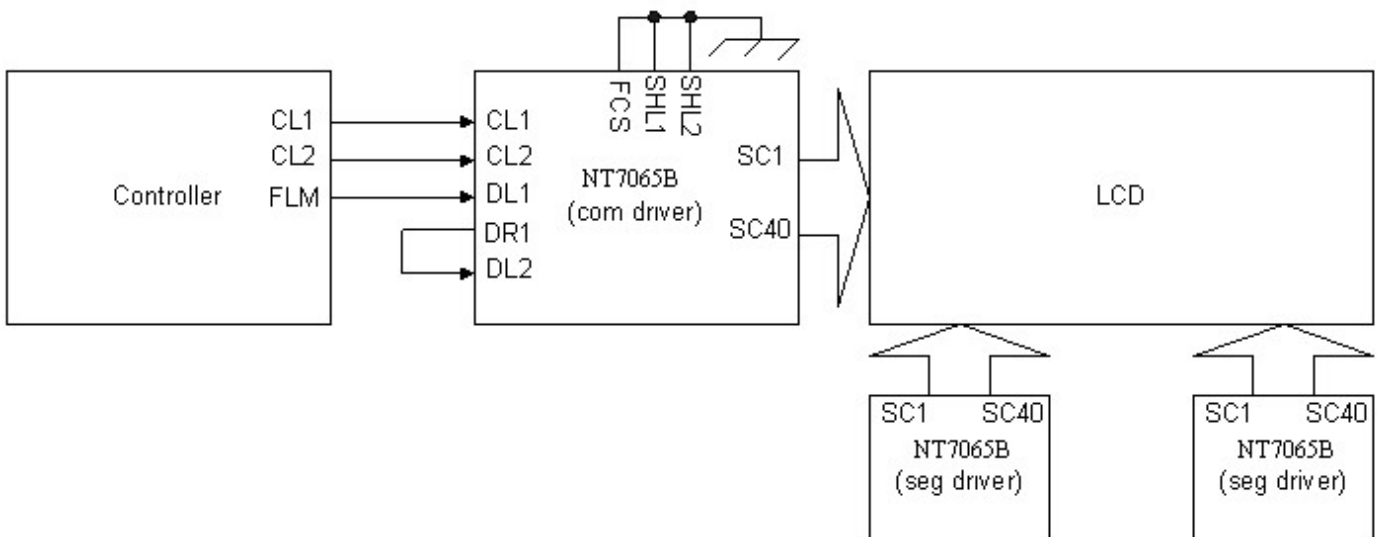 FCS
SHL1
SHL2
CL1
CL2
FLM
Controller
CL1
CL2
DL1
DR1
DL2
NT7065B
(com driver)
SC1
SC40
LCD
SC1 SC40
NT7065B
(seg driver)
SC1 SC40
NT7065B
(seg driver)